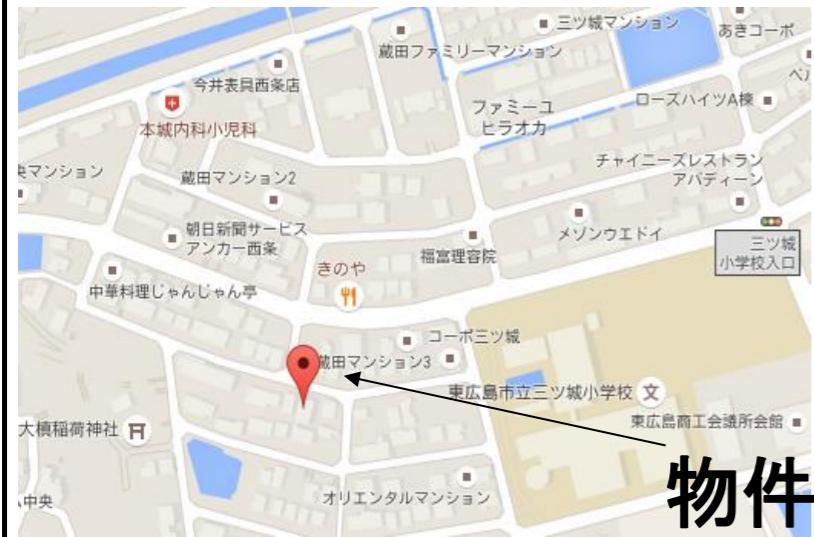 三ツ城マンション
あきコーポ
蔵田ファミリーマンション
今井表具西条店
本城内科小児科
ファミーユ
ヒラオカ
ローズハイツA棟
チャイニーズレストラン
アパディーン
蔵田マンション2
朝日新聞サービス
アンカー西条
メゾンウエドイ
三ツ城
小学校入口
福富理容院
きのや
中華料理じゃんじゃん亭
コーポ三ツ城
蔵田マンション3
東広島市立三ツ城小学校
文
東広島商工会議所会館
大槙稲荷神社
オリエンタルマンション
中央
物件